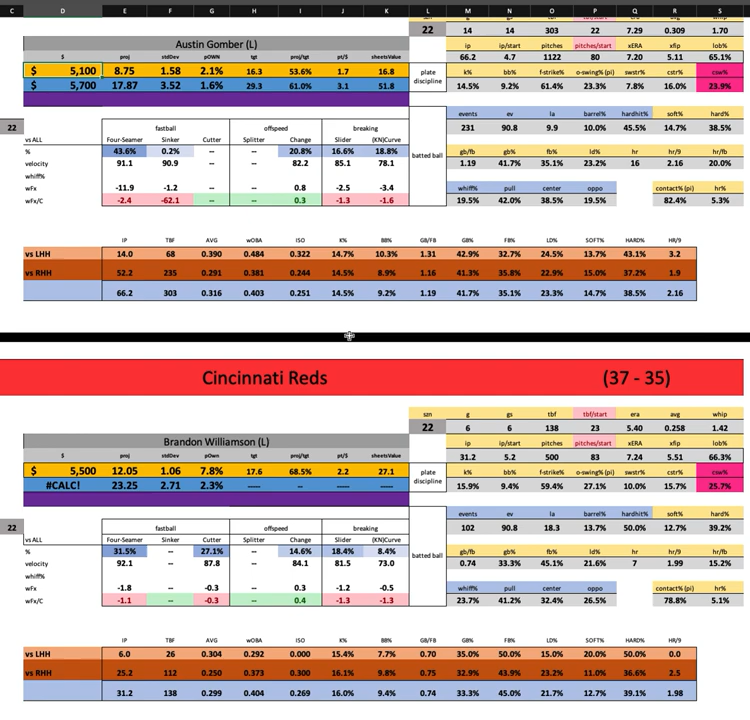 C D E F G H I J K L M N O P Q R S
22 14 14 303 22 7.29 0.309 1.70
Austin Gomber (L) ip ip/start pitches pitches/start xERA xfip lob%
66.2 4.7 1122 80 7.20 5.11 65.1%
$ proj stdDev pOWN tgt proj/tgt pt/$ sheetsValue
$ 5,100 8.75 1.58 2.1% 16.3 53.6% 1.7 16.8 plate discipline k% bb% f-strike% o-swing% (pi) swstr% cstr% csw%
$ 5,700 17.87 3.52 1.6% 29.3 61.0% 3.1 51.8 14.5% 9.2% 61.4% 23.4% 7.8% 16.0% 23.9%
events ev la barrel% hardhit% soft% hard%
22 fastball offspeed breaking 231 90.8 9.9 10.0% 45.5% 14.7% 38.5%
vs ALL Four-Seamer Sinker Cutter Splitter Change Slider (KN)Curve
% 43.6% 0.2% -- -- 20.8% 16.6% 18.8% batted ball gb/fb gb% fb% ld% hr hr/9 hr/fb
velocity 91.1 90.9 -- -- 82.2 85.1 78.1 1.19 41.7% 35.1% 23.2% 16 2.16 20.0%
whiff%
wFx -11.9 -1.2 0.8 -2.5 -3.4 whiff% pull center oppo contact% (pi) hr%
wFx/C -2.4 -62.1 -- -- 0.3 -1.3 -1.6 19.5% 42.0% 38.5% 19.5% 82.4% 5.3%
IP TBF AVG wOBA ISO K% BB% GB/FB GB% FB% LD% SOFT% HARD% HR/9
vs LHH 14.0 68 0.390 0.484 0.322 14.7% 10.3% 1.31 42.9% 32.7% 24.5% 13.7% 43.1% 3.2
vs RHH 52.2 235 0.291 0.381 0.244 14.5% 8.9% 1.16 41.3% 35.8% 22.9% 15.0% 37.2% 1.9
66.2 303 0.316 0.403 0.251 14.5% 9.2% 1.19 41.7% 35.1% 23.3% 14.7% 38.5% 2.16
Cincinnati Reds (37 - 35)
szn g gs tbf tbf/start era avg whip
22 6 6 138 23 5.40 0.258 1.42
Brandon Williamson (L) ip ip/start pitches pitches/start xERA xfip lob%
31.2 5.2 500 83 7.24 5.51 66.3%
$ proj stdDev pOwn tgt proj/tgt pt/$ sheetsValue
$ 5,500 12.05 1.06 7.8% 17.6 68.5% 2.2 27.1 plate discipline k% bb% f-strike% o-swing% (pi) swstr% cstr% csw%
#CALC! 23.25 2.71 2.3% ----- -- ----- ----- 15.9% 9.4% 59.4% 27.1% 10.0% 15.7% 25.7%
events ev la barrel% hardhit% soft% hard%
22 fastball offspeed breaking 102 90.8 18.3 13.7% 50.0% 12.7% 39.2%
vs ALL Four-Seamer Sinker Cutter Splitter Change Slider (KN)Curve
% 31.5% -- 27.1% -- 14.6% 18.4% 8.4% batted ball gb/fb gb% fb% ld% hr hr/9 hr/fb
velocity 92.1 -- 87.8 -- 84.1 81.5 73.0 0.74 33.3% 45.1% 21.6% 7 1.99 15.2%
whiff%
wFx -1.8 -0.3 0.3 -1.2 -0.5 whiff% pull center oppo contact% (pi) hr%
wFx/C -1.1 -- -0.3 -- 0.4 -1.3 -1.3 23.7% 41.2% 32.4% 26.5% 78.8% 5.1%
IP TBF AVG wOBA ISO K% BB% GB/FB GB% FB% LD% SOFT% HARD% HR/9
vs LHH 6.0 26 0.304 0.292 0.000 15.4% 7.7% 0.70 35.0% 50.0% 15.0% 20.0% 50.0% 0.0
vs RHH 25.2 112 0.250 0.373 0.300 16.1% 9.8% 0.75 32.9% 43.9% 23.2% 11.0% 36.6% 2.5
31.2 138 0.299 0.404 0.269 16.0% 9.4% 0.74 33.3% 45.0% 21.7% 12.7% 39.1% 1.98